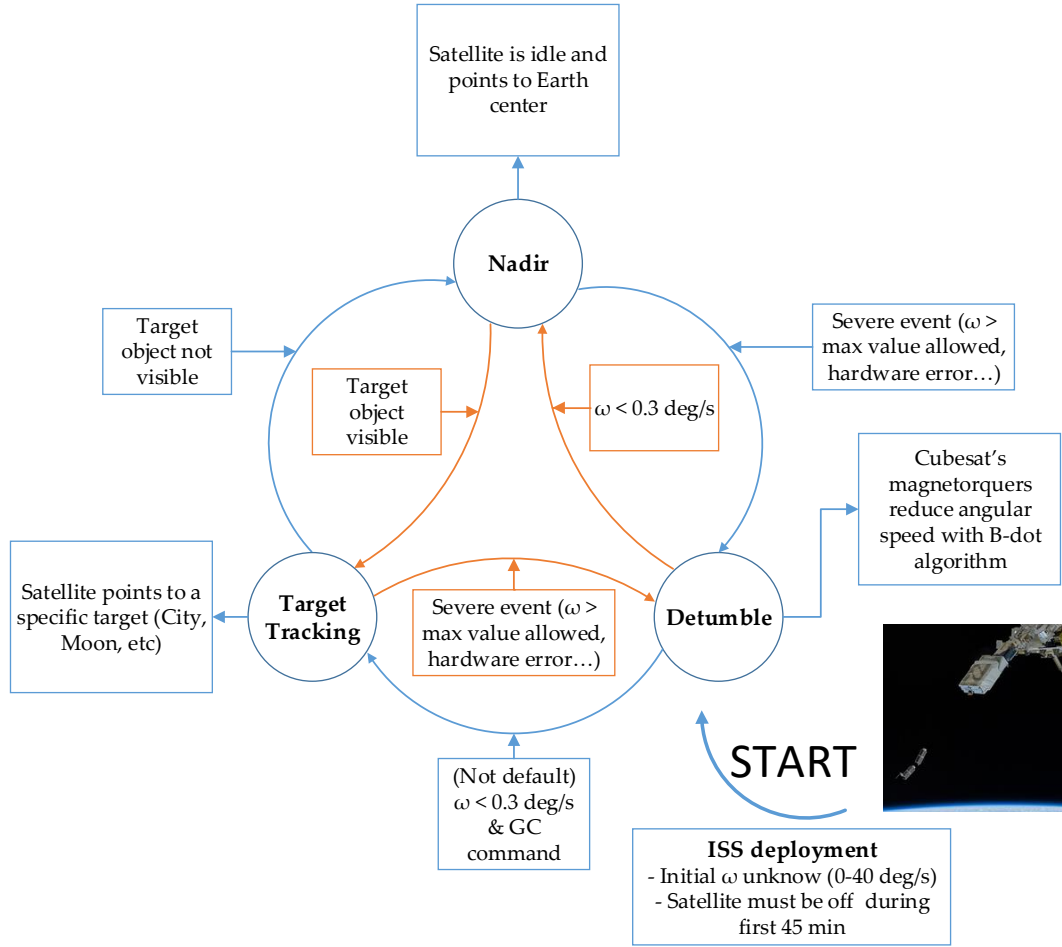 Satellite is idle and
points to Earth
center
Nadir
Target
object not
visible
Severe event (ω >
max value allowed,
hardware error…)
Target
object
visible
ω < 0.3 deg/s
Cubesat’s
magnetorquers
reduce angular
speed with B-dot
algorithm
Satellite points to a
specific target (City,
Moon, etc)
Target
Tracking
Severe event (ω >
max value allowed,
hardware error…)
Detumble
START
(Not default)
ω < 0.3 deg/s
& GC
command
ISS deployment
- Initial ω unknow (0-40 deg/s)
- Satellite must be off during
first 45 min